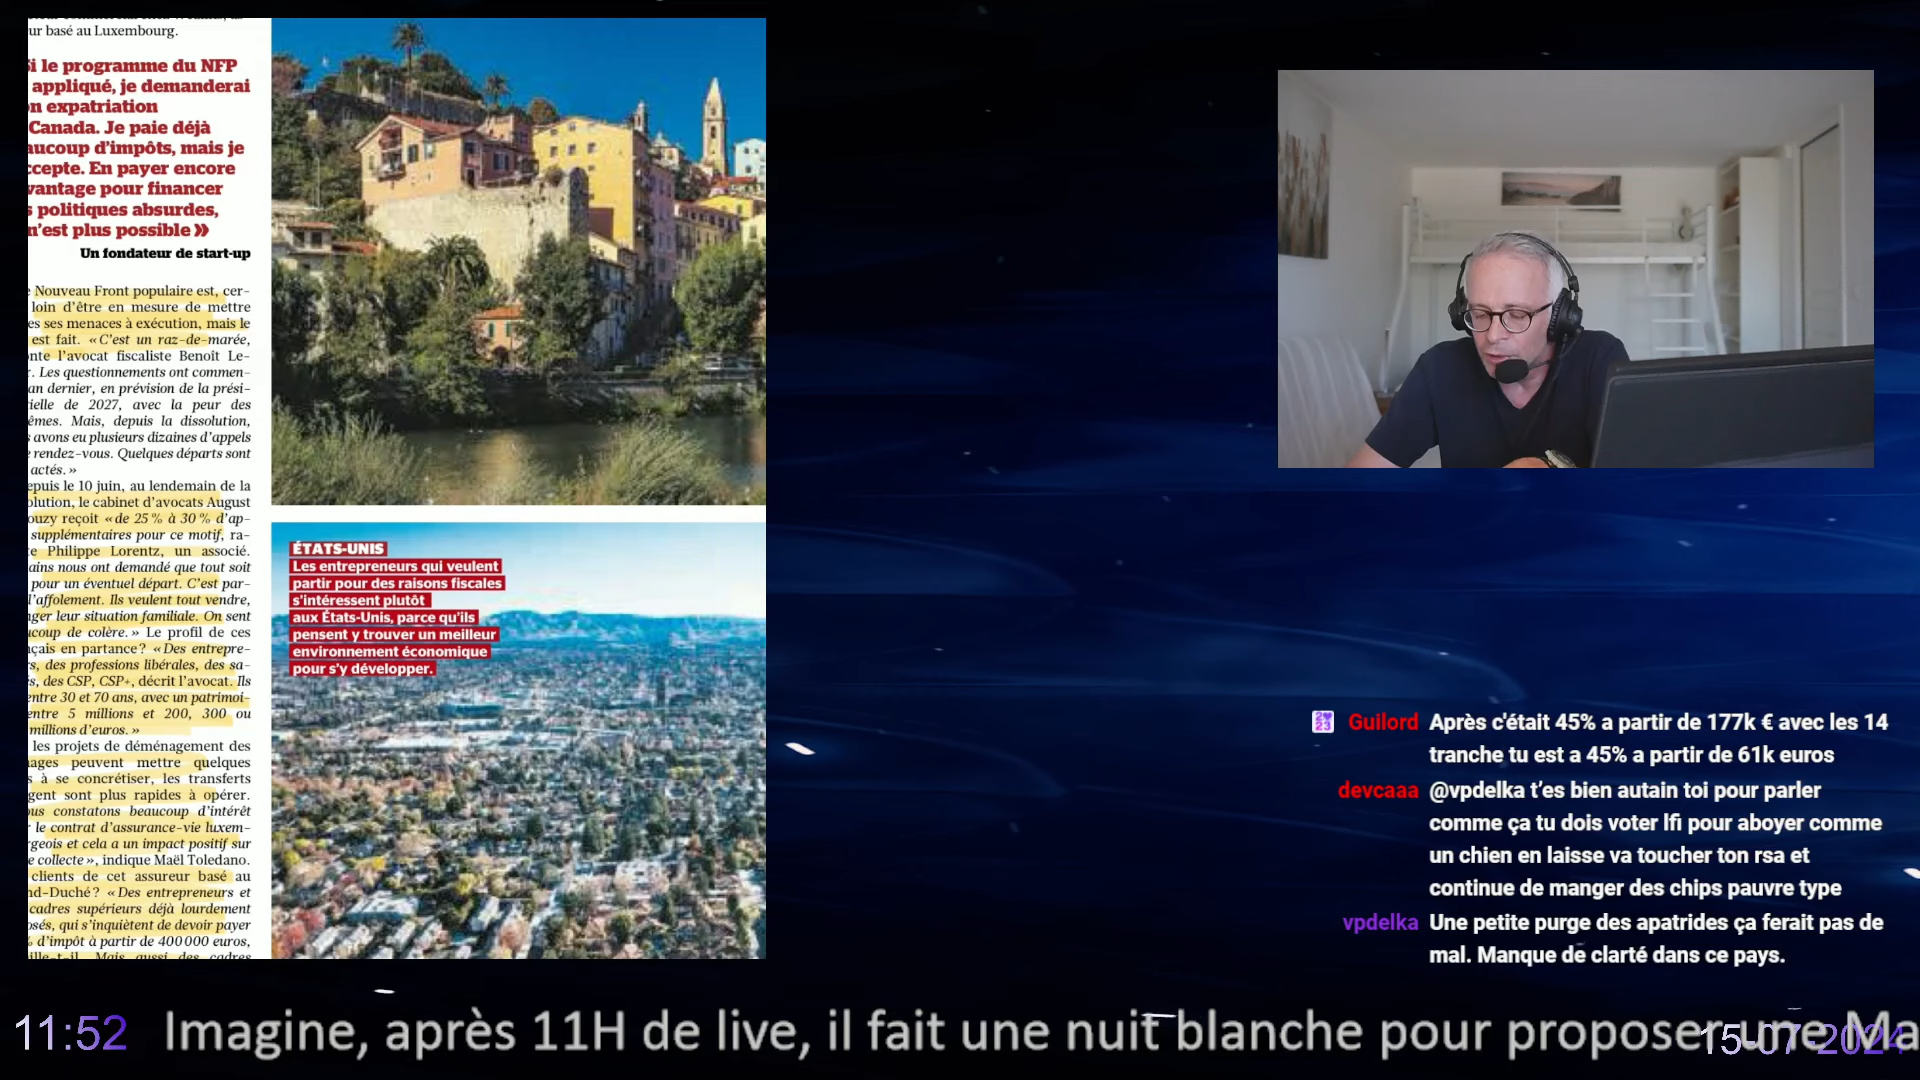 ur basé au Luxembourg.
i le programme du NFP
appliqué, je demanderai
n expatriation
Canada. Je paie déjà
aucoup d'impôts, mais je
ccepte. En payer encore
vantage pour financer
s politiques absurdes,
n'est plus possible »
Un fondateur de start-up
e Nouveau Front populaire est, cer-
loin d'être en mesure de mettre
es ses menaces à exécution, mais le
est fait. « C'est un raz-de-marée,
onte l'avocat fiscaliste Benoît Le-
r. Les questionnements ont commen-
an dernier, en prévision de la prési-
ielle de 2027, avec la peur des
êmes. Mais, depuis la dissolution,
s avons eu plusieurs dizaines d'appels
e rendez-vous. Quelques départs sont
actés. »
epuis le 10 juin, au lendemain de la
olution, le cabinet d'avocats August
ouzy reçoit « de 25 % à 30 % d'ap-
supplémentaires pour ce motif, ra-
e Philippe Lorentz, un associé.
ains nous ont demandé que tout soit
pour un éventuel départ. C'est par-
l'affolement. Ils veulent tout vendre,
nger leur situation familiale. On sent
ucoup de colère. » Le profil de ces
nçais en partance ? « Des entrepre-
rs, des professions libérales, des sa-
s, des CSP, CSP+, décrit l'avocat. Ils
entre 30 et 70 ans, avec un patrimoi-
entre 5 millions et 200, 300 ou
millions d'euros. »
les projets de déménagement des
nages peuvent mettre quelques
s à se concrétiser, les transferts
gent sont plus rapides à opérer.
ous constatons beaucoup d'intérêt
r le contrat d'assurance-vie luxem-
rgeois et cela a un impact positif sur
e collecte », indique Maël Toledano.
clients de cet assureur basé au
nd-Duché ? « Des entrepreneurs et
cadres supérieurs déjà lourdement
osés, qui s'inquiètent de devoir payer
% d'impôt à partir de 400 000 euros,
ille-t-il. Mais aussi des cadres
ÉTATS-UNIS
Les entrepreneurs qui veulent
partir pour des raisons fiscales
s'intéressent plutôt
aux États-Unis, parce qu'ils
pensent y trouver un meilleur
environnement économique
pour s'y développer.
Guilord Après c'était 45% a partir de 177k € avec les 14
tranche tu est a 45% a partir de 61k euros
devcaaa @vpdelka t'es bien autain toi pour parler
comme ça tu dois voter lfi pour aboyer comme
un chien en laisse va toucher ton rsa et
continue de manger des chips pauvre type
vpdelka Une petite purge des apatrides ça ferait pas de
mal. Manque de clarté dans ce pays.
11:52 Imagine, après 11H de live, il fait une nuit blanche pour proposer une Ma
15-07-2024